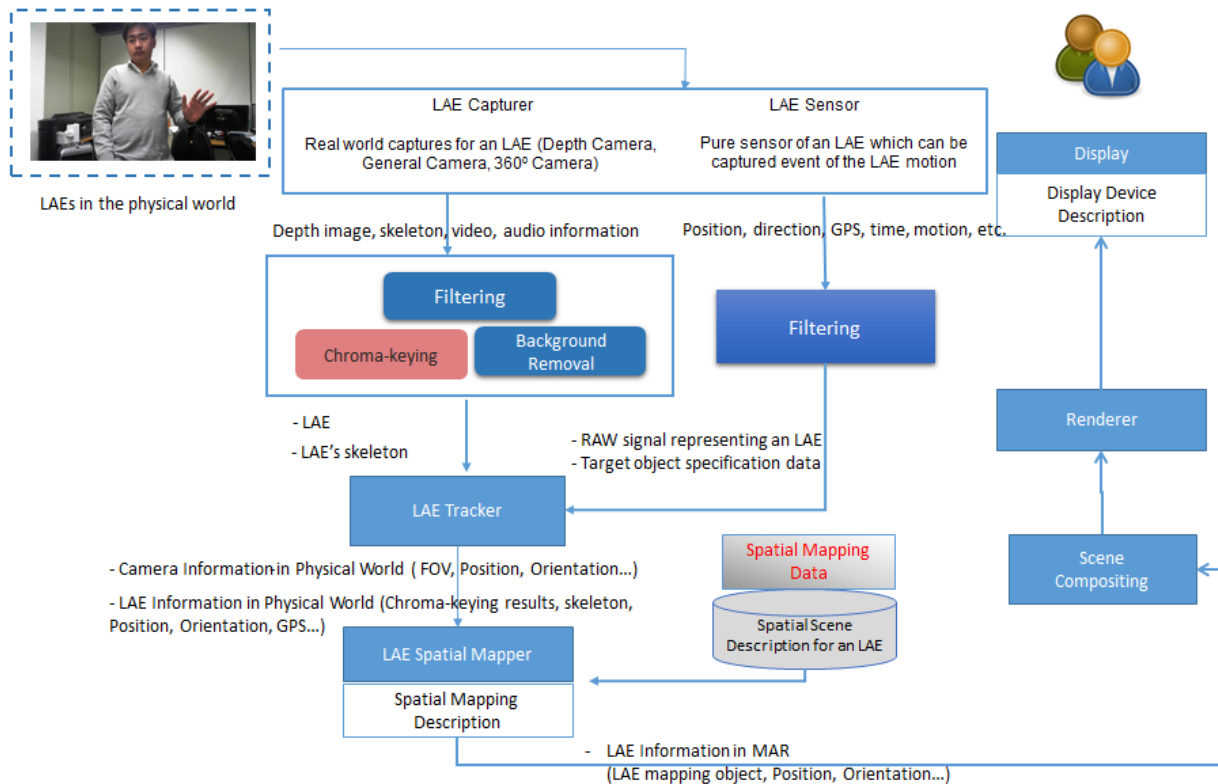 LAEs in the physical world
LAE Capturer
Real world captures for an LAE (Depth Camera,
General Camera, 360º Camera)
LAE Sensor
Pure sensor of an LAE which can be
captured event of the LAE motion
Depth image, skeleton, video, audio information
Position, direction, GPS, time, motion, etc.
Filtering
Chroma-keying
Background
Removal
Filtering
- LAE
- LAE’s skeleton
- RAW signal representing an LAE
- Target object specification data
LAE Tracker
- Camera Information in Physical World ( FOV, Position, Orientation…)
- LAE Information in Physical World (Chroma-keying results, skeleton,
Position, Orientation, GPS…)
Spatial Mapping
Data
Spatial Scene
Description for an LAE
LAE Spatial Mapper
Spatial Mapping
Description
- LAE Information in MAR
(LAE mapping object, Position, Orientation…)
Scene
Compositing
Renderer
Display
Display Device
Description